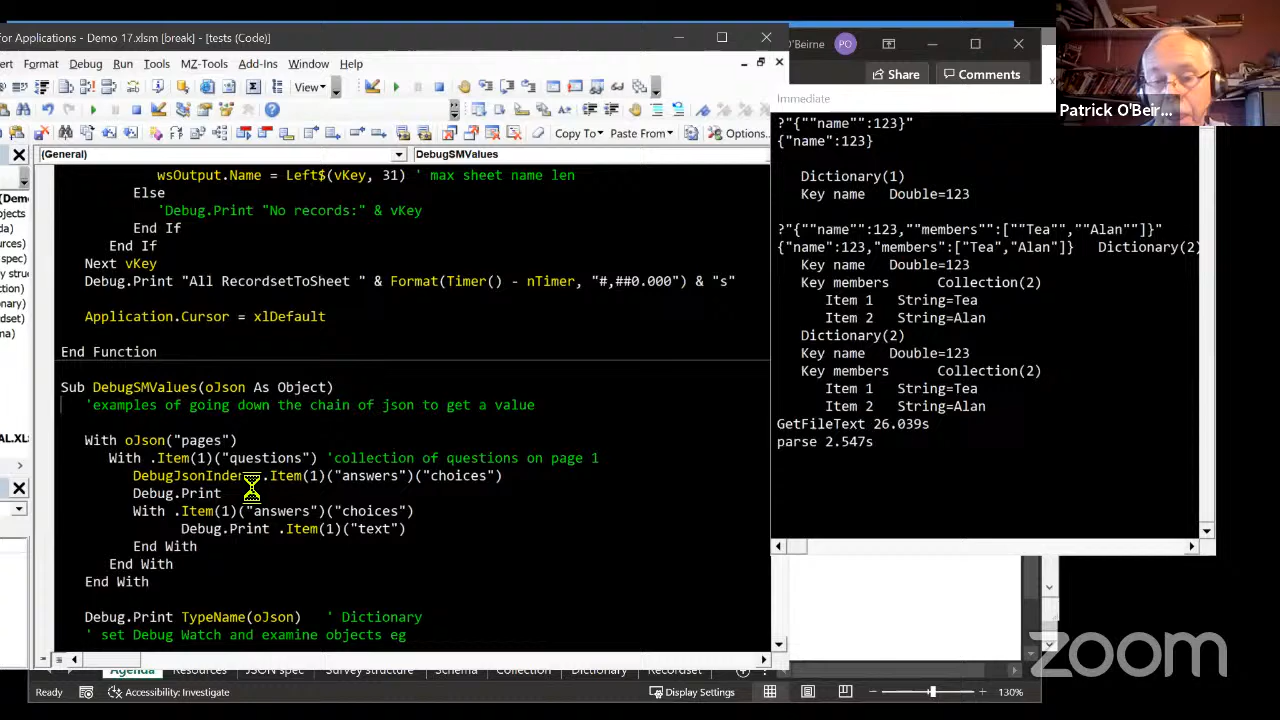 for Applications - Demo 17.xlsm [break] - [tests (Code)]
Format Debug Run Tools MZ-Tools Add-Ins Window Help
View
Copy To Paste From Options.
(General) DebugSMValues
wsOutput.Name = Left$(vKey, 31) ' max sheet name len
Else
'Debug.Print "No records:" & vKey
End If
End If
Next vKey
Debug.Print "All RecordsetToSheet " & Format(Timer() - nTimer, "#,##0.000") & "s"
Application.Cursor = xlDefault
End Function
Sub DebugSMValues(oJson As Object)
'examples of going down the chain of json to get a value
With oJson("pages")
With .Item(1)("questions") 'collection of questions on page 1
DebugJsonInden .Item(1)("answers")("choices")
Debug.Print
With .Item(1)("answers")("choices")
Debug.Print .Item(1)("text")
End With
End With
End With
Debug.Print TypeName(oJson) ' Dictionary
' set Debug Watch and examine objects eg
O'Beirne PO
Share Comments
Immediate
?"{""name"":123}"
{"name":123}
Dictionary(1)
Key name Double=123
?"{""name"":123,""members"":[""Tea"",""Alan""]}"
{"name":123,"members":["Tea","Alan"]} Dictionary(2)
Key name Double=123
Key members Collection(2)
Item 1 String=Tea
Item 2 String=Alan
Dictionary(2)
Key name Double=123
Key members Collection(2)
Item 1 String=Tea
Item 2 String=Alan
GetFileText 26.039s
parse 2.547s
Patrick O'Beir...
Agenda Resources JSON spec Survey structure Schema Collection Dictionary Recordset
Ready Accessibility: Investigate Display Settings 130%
zoom